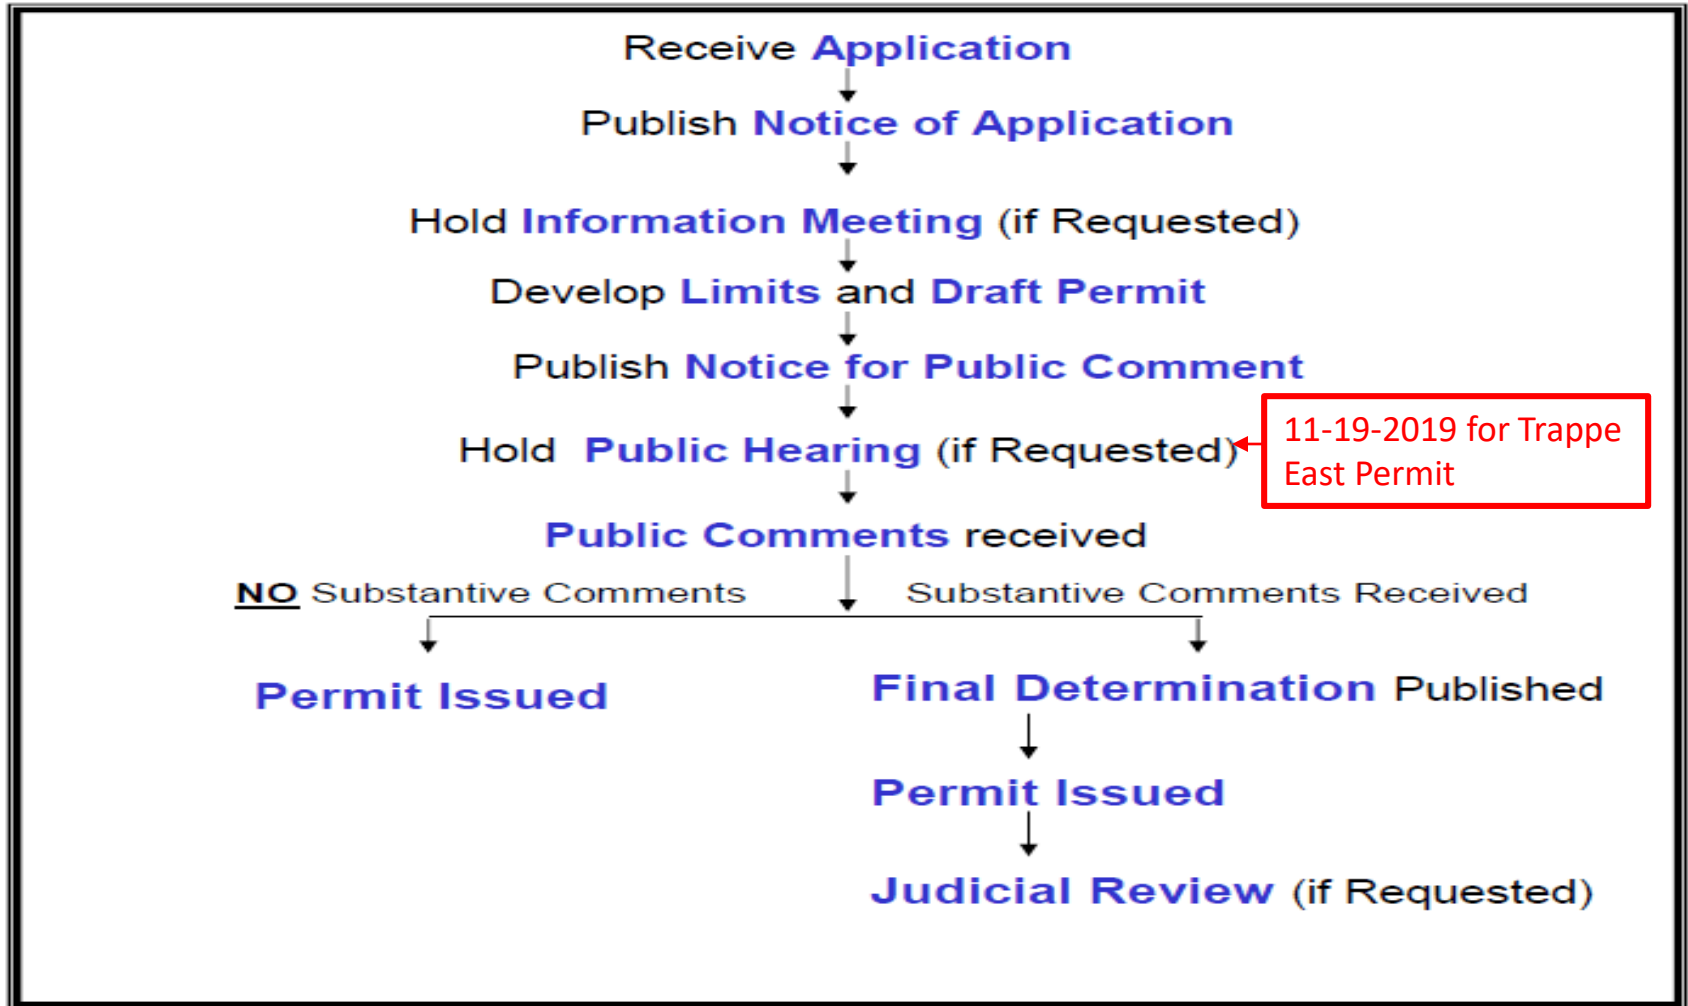 Receive Application
Publish Notice of Application
Hold Information Meeting (if Requested)
Develop Limits and Draft Permit
Publish Notice for Public Comment
Hold Public Hearing (if Requested)
11-19-2019 for Trappe
East Permit
Public Comments received
NO Substantive Comments
Substantive Comments Received
Permit Issued
Final Determination Published
Permit Issued
Judicial Review (if Requested)